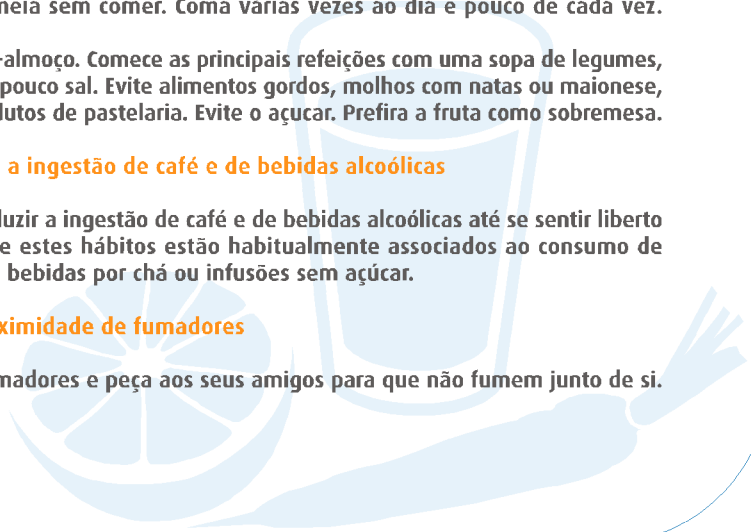 sem comer. Coma várias vezes ao dia e pouco de cada vez.
-almoço. Comece as principais refeições com uma sopa de legumes,
pouco sal. Evite alimentos gordos, molhos com natas ou maionese,
dutos de pastelaria. Evite o açucar. Prefira a fruta como sobremesa.
a ingestão de café e de bebidas alcoólicas
duzir a ingestão de café e de bebidas alcoólicas até se sentir liberto
e estes hábitos estão habitualmente associados ao consumo de
bebidas por chá ou infusões sem açúcar.
ximidade de fumadores
madores e peça aos seus amigos para que não fumem junto de si.